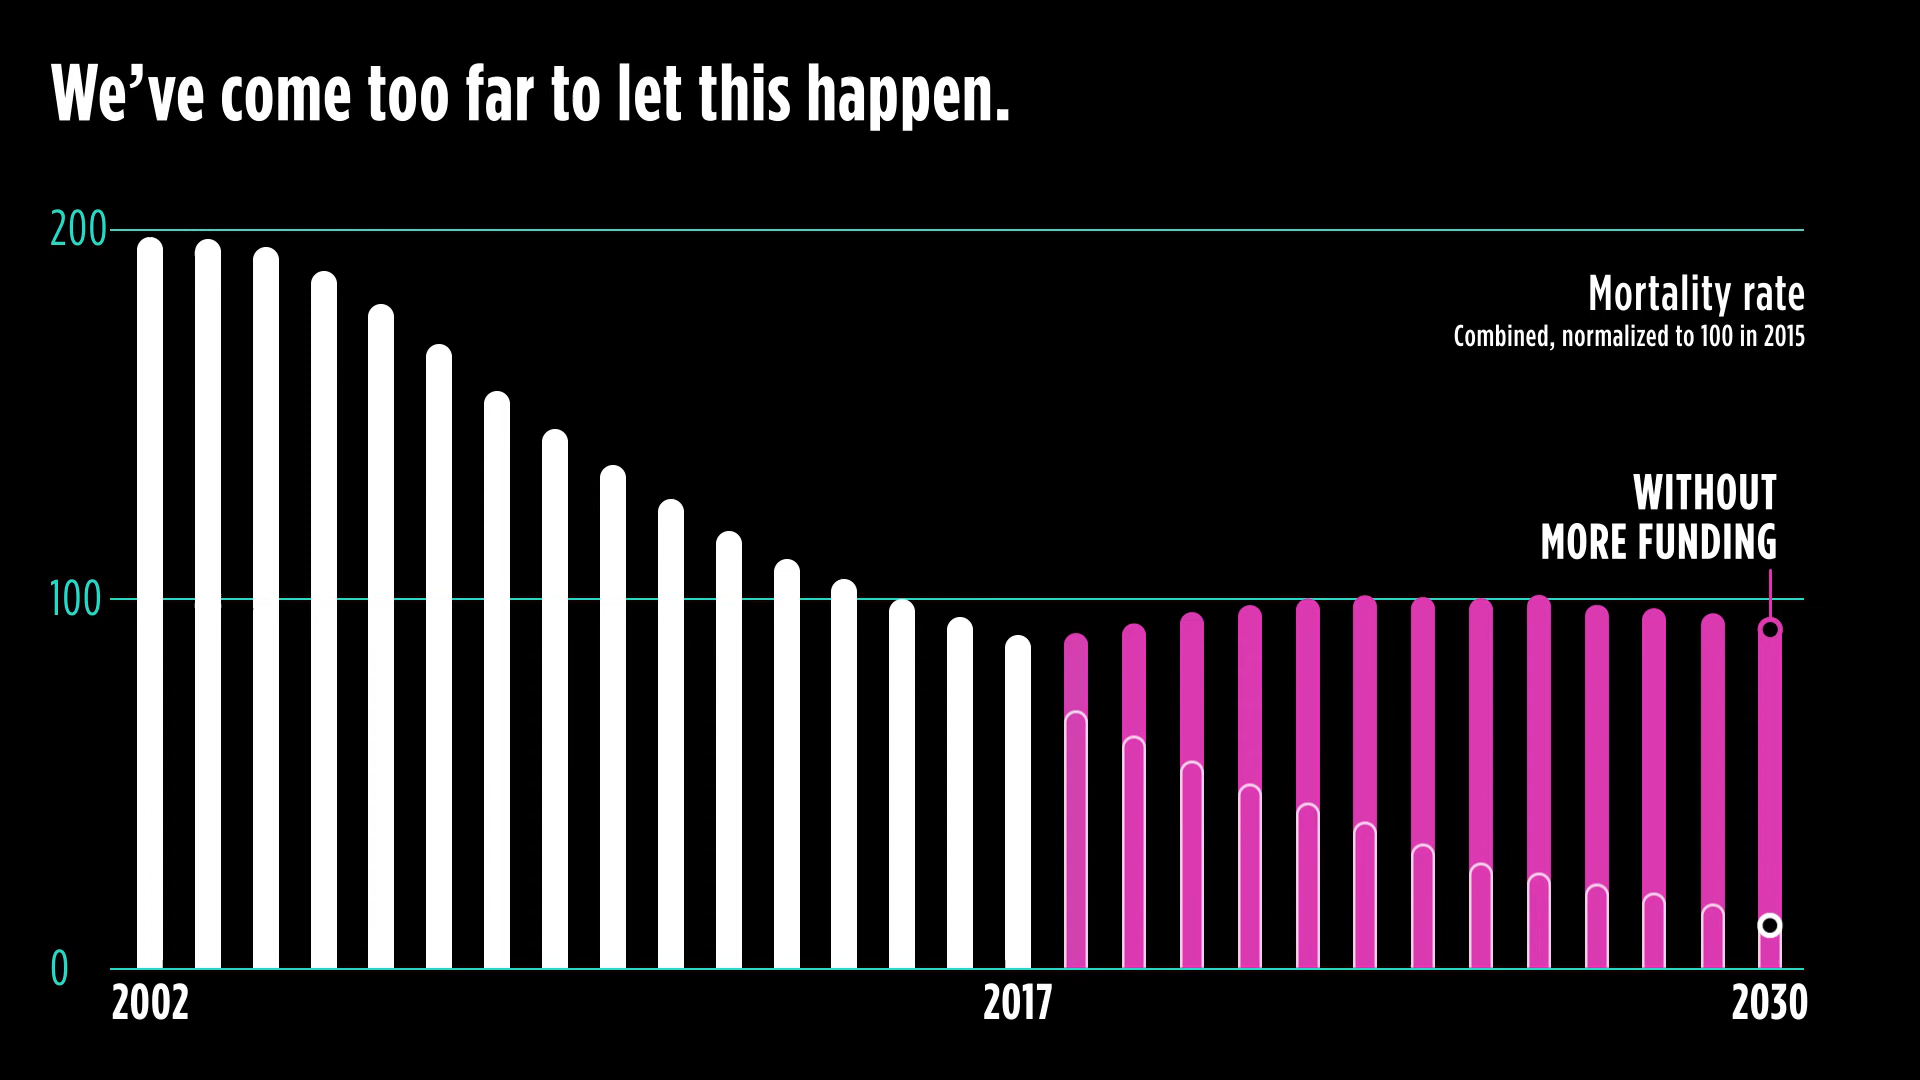 We’ve come too far to let this happen.
200
Mortality rate
Combined, normalized to 100 in 2015
WITHOUT
MORE FUNDING
100
0
2002
2017
2030